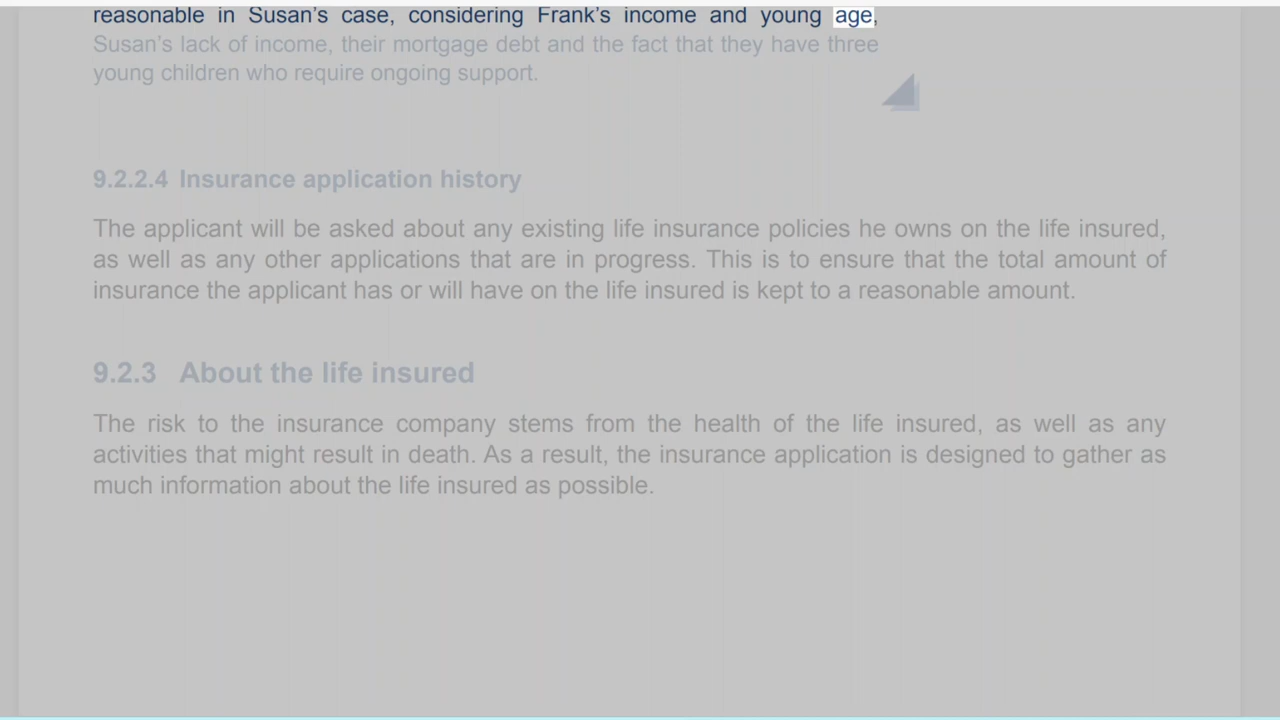 reasonable in Susan’s case, considering Frank’s income and young age,
Susan’s lack of income, their mortgage debt and the fact that they have three
young children who require ongoing support.
9.2.2.4 Insurance application history
The applicant will be asked about any existing life insurance policies he owns on the life insured,
as well as any other applications that are in progress. This is to ensure that the total amount of
insurance the applicant has or will have on the life insured is kept to a reasonable amount.
9.2.3 About the life insured
The risk to the insurance company stems from the health of the life insured, as well as any
activities that might result in death. As a result, the insurance application is designed to gather as
much information about the life insured as possible.